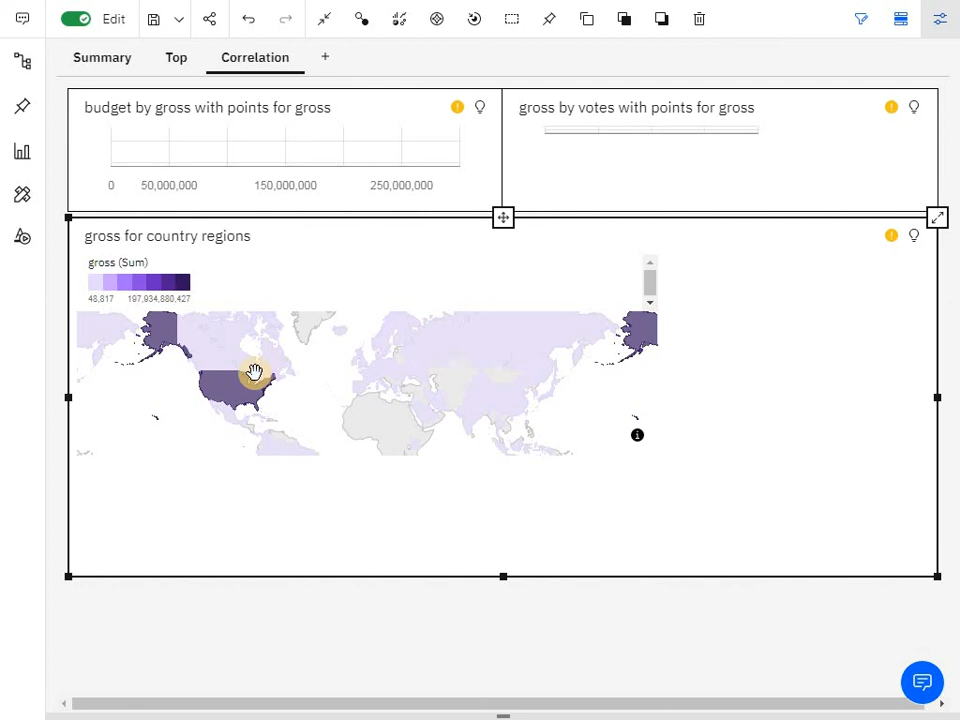 Edit
Summary Top Correlation +
budget by gross with points for gross
0 50,000,000 150,000,000 250,000,000
gross by votes with points for gross
gross for country regions
gross (Sum)
48,817 197,934,880,427